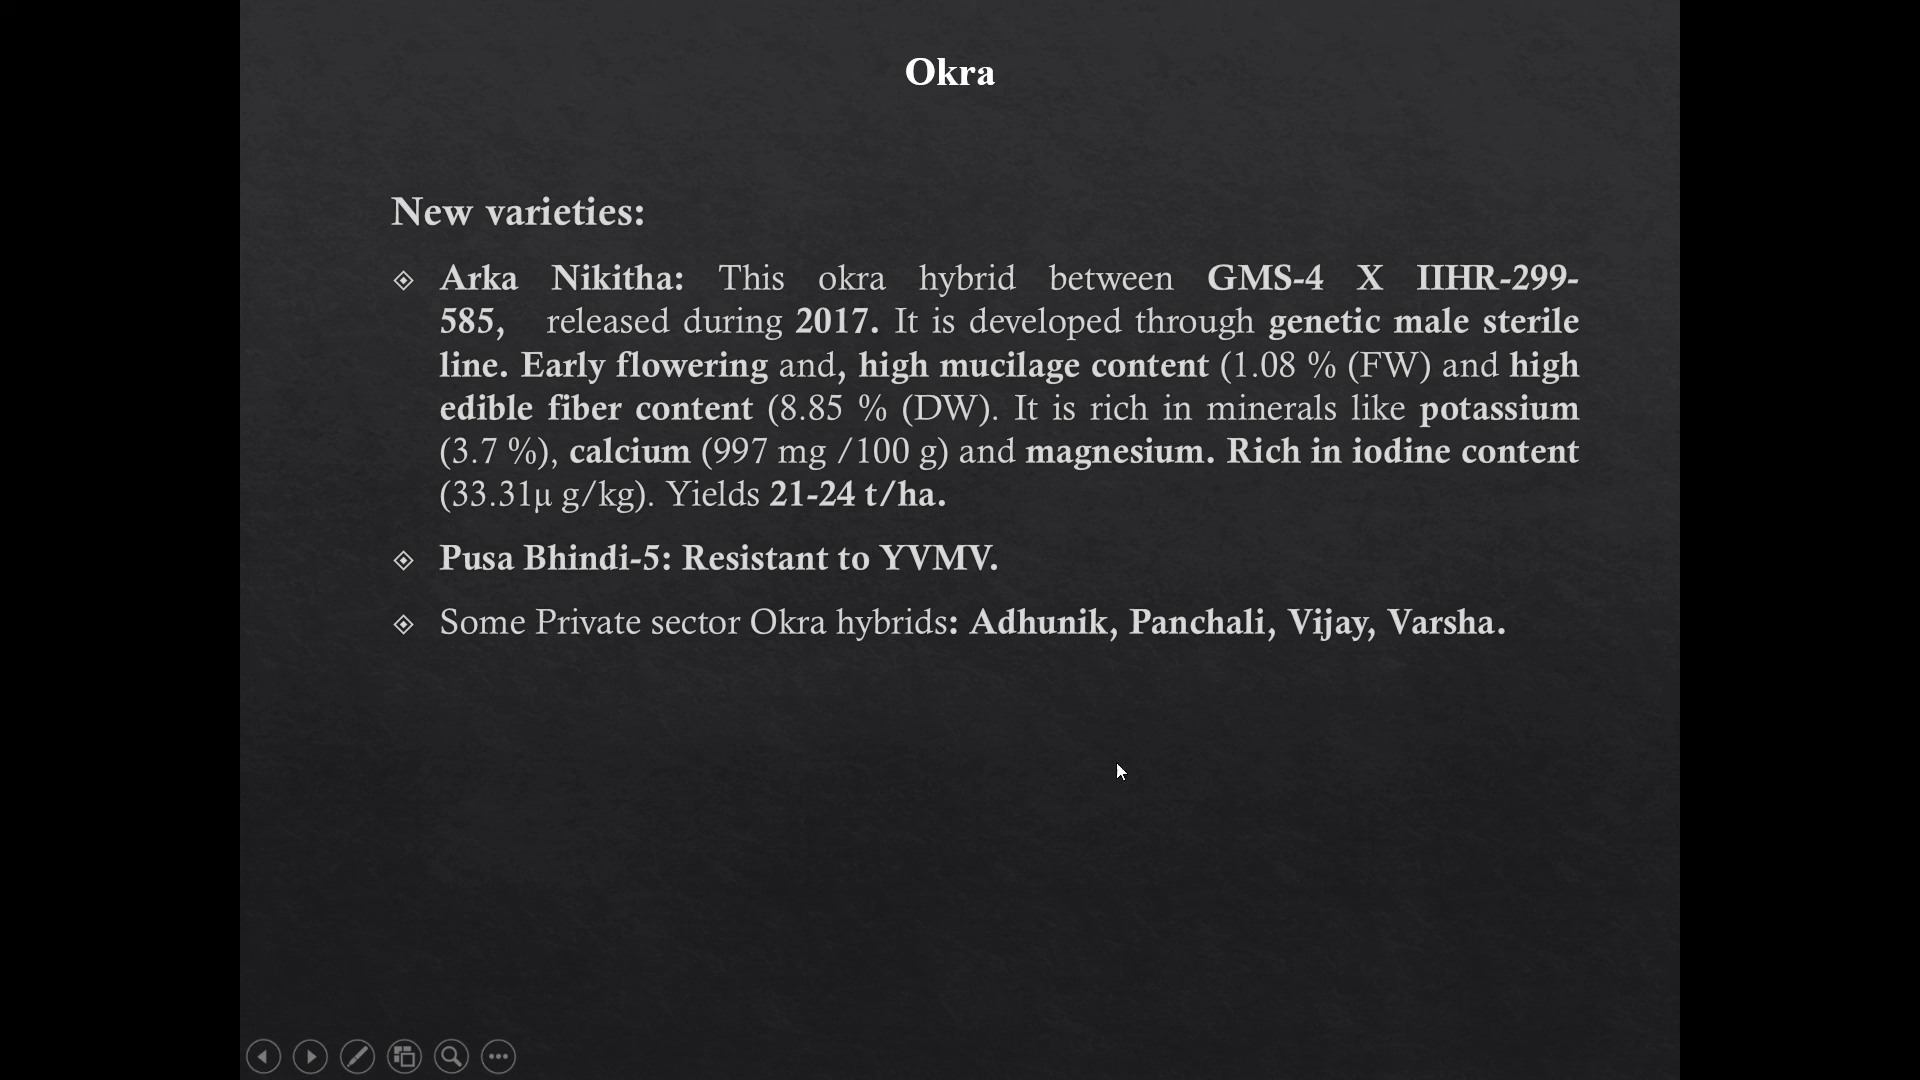 Okra
New varieties:
Arka Nikitha: This okra hybrid between GMS-4 X IIHR-299-
585, released during 2017. It is developed through genetic male sterile
line. Early flowering and, high mucilage content (1.08 % (FW) and high
edible fiber content (8.85 % (DW). It is rich in minerals like potassium
(3.7 %), calcium (997 mg /100 g) and magnesium. Rich in iodine content
(33.31µ g/kg). Yields 21-24 t/ha.
Pusa Bhindi-5: Resistant to YVMV.
Some Private sector Okra hybrids: Adhunik, Panchali, Vijay, Varsha.